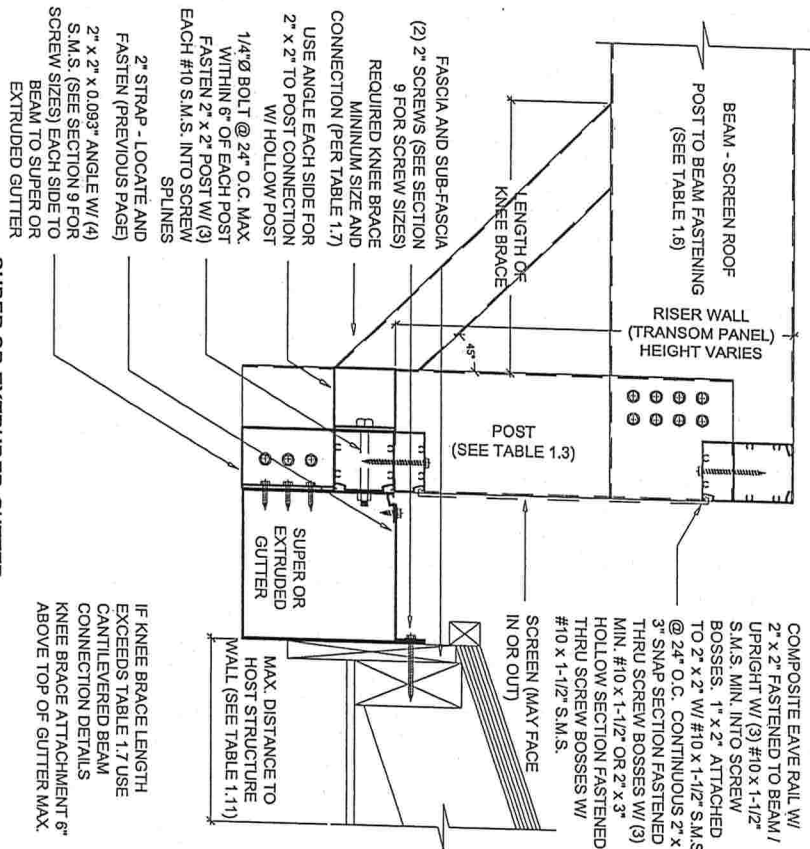 BEAM - SCREEN ROOF
POST TO BEAM FASTENING
(SEE TABLE 1.6)
RISER WALL
(TRANSOM PANEL)
HEIGHT VARIES
COMPOSITE EAVE RAIL W/
2" x 2" FASTENED TO BEAM /
UPRIGHT W/ (3) #10 x 1-1/2"
S.M.S. MIN. INTO SCREW
BOSSES. 1" x 2" ATTACHED
TO 2" x 2" W/ #10 x 1-1/2" S.M.S
@ 24" O.C. CONTINUOUS 2" x
3" SNAP SECTION FASTENED
THRU SCREW BOSSES W/ (3)
MIN. #10 x 1-1/2" OR 2" x 3"
HOLLOW SECTION FASTENED
THRU SCREW BOSSES W/
#10 x 1-1/2" S.M.S.
SCREEN (MAY FACE
IN OR OUT)
LENGTH OF
KNEE BRACE
45°
POST
(SEE TABLE 1.3)
FASCIA AND SUB-FASCIA
(2) 2" SCREWS (SEE SECTION
9 FOR SCREW SIZES)
REQUIRED KNEE BRACE
MININUM SIZE AND
CONNECTION (PER TABLE 1.7)
USE ANGLE EACH SIDE FOR
2" x 2" TO POST CONNECTION
W/ HOLLOW POST
1/4"Ø BOLT @ 24" O.C. MAX.
WITHIN 6" OF EACH POST
FASTEN 2" x 2" POST W/ (3)
EACH #10 S.M.S. INTO SCREW
SPLINES
2" STRAP - LOCATE AND
FASTEN (PREVIOUS PAGE)
2" x 2" x 0.093" ANGLE W/ (4)
S.M.S. (SEE SECTION 9 FOR
SCREW SIZES) EACH SIDE TO
BEAM TO SUPER OR
EXTRUDED GUTTER
SUPER OR
EXTRUDED
GUTTER
MAX. DISTANCE TO
HOST STRUCTURE
WALL (SEE TABLE 1.11)
IF KNEE BRACE LENGTH
EXCEEDS TABLE 1.7 USE
CANTILEVERED BEAM
CONNECTION DETAILS
KNEE BRACE ATTACHMENT 6"
ABOVE TOP OF GUTTER MAX.
SUPER OR EXTRUDED GUTTER